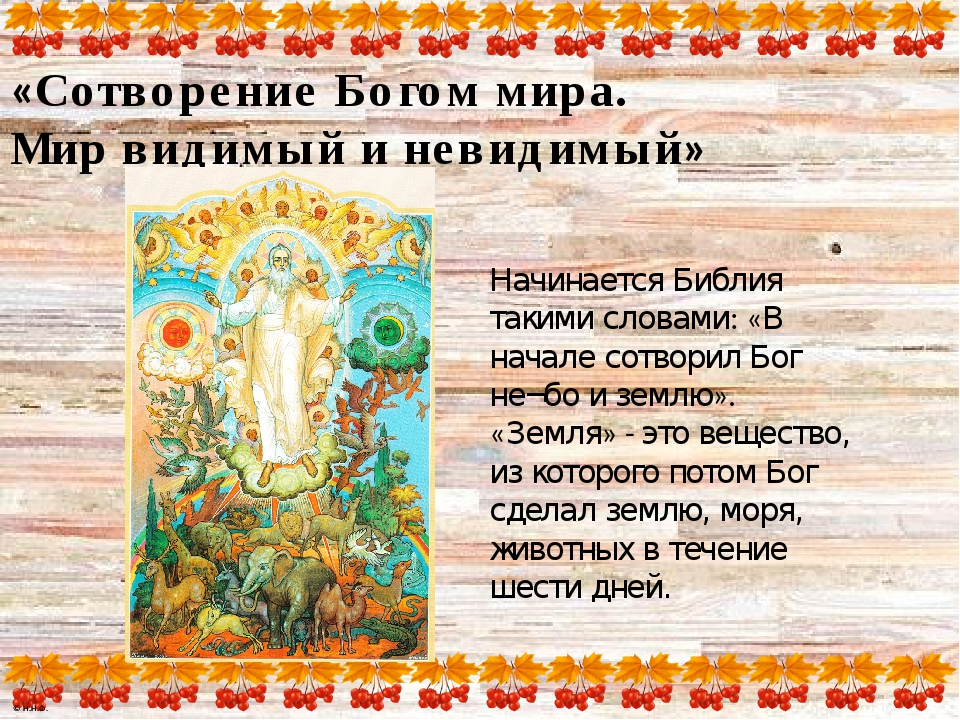 «Сотворение Богом мира.
Мир видимый и невидимый»
Начинается Библия
такими словами: «В
начале сотворил Бог
не¬бо и землю».
«Земля» - это вещество,
из которого потом Бог
сделал землю, моря,
животных в течение
шести дней.